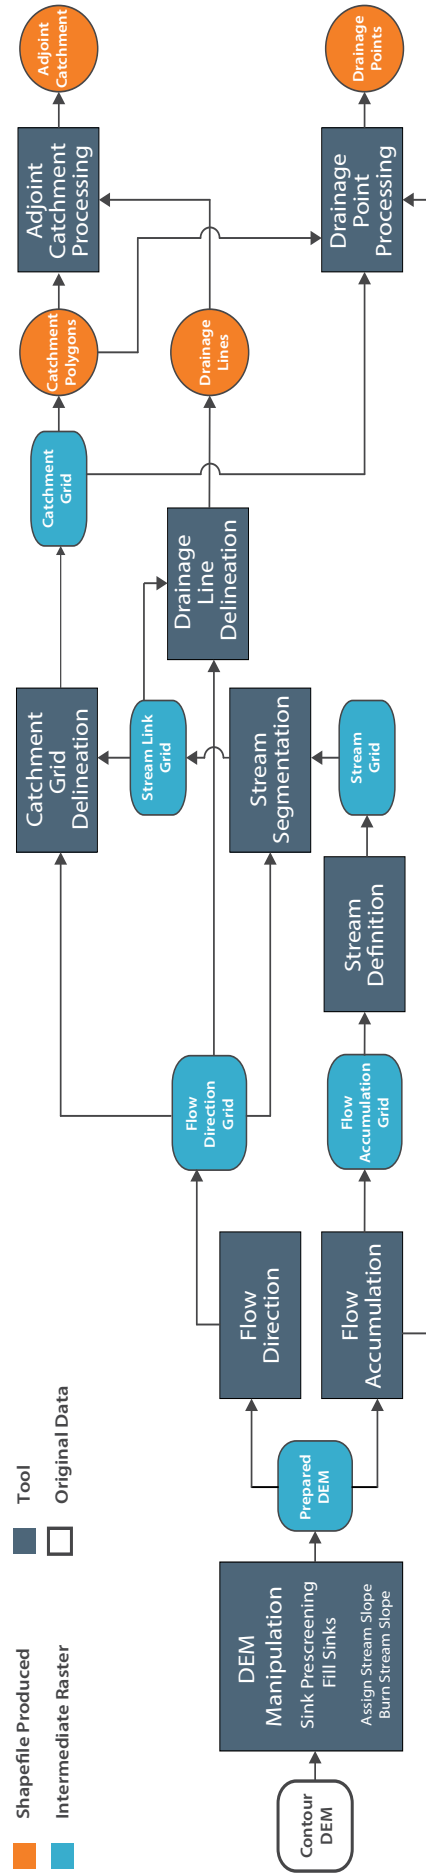 Shapefile Produced
Tool
Intermediate Raster
Original Data
Contour
DEM
DEM
Manipulation
Sink Prescreening
Fill Sinks
Assign Stream Slope
Burn Stream Slope
Prepared
DEM
Flow
Direction
Flow
Accumulation
Flow
Direction
Grid
Flow
Accumulation
Grid
Stream
Definition
Stream
Grid
Stream
Segmentation
Stream Link
Grid
Catchment
Grid
Delineation
Drainage
Line
Delineation
Catchment
Grid
Catchment
Polygons
Drainage
Lines
Adjoint
Catchment
Processing
Drainage
Point
Processing
Adjoint
Catchment
Drainage
Points